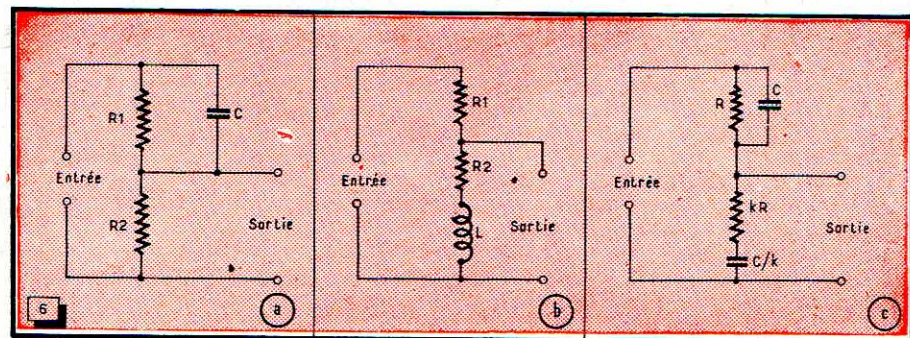 R1
C
Entrée
R2
Sortie
6
a
R1
R2
Entrée
L
Sortie
b
C
R
Entrée
kR
Sortie
C/k
c